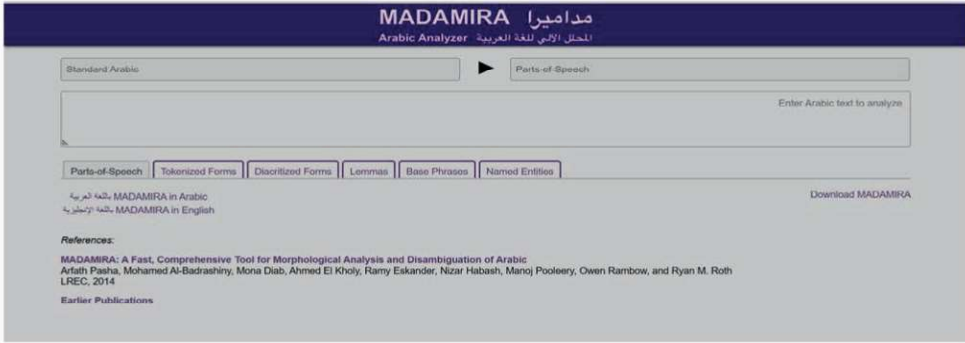 MADAMIRA مداميرا
Arabic Analyzer المحلل الآلي للغة العربية
Standard Arabic
Parts-of-Speech
Enter Arabic text to analyze
Parts-of-Speech Tokenized Forms Diacritized Forms Lemmas Base Phrases Named Entities
MADAMIRA in Arabic باللغة العربية
Download MADAMIRA
MADAMIRA in English باللغة الإنجليزية
References:
MADAMIRA: A Fast, Comprehensive Tool for Morphological Analysis and Disambiguation of Arabic
Arfath Pasha, Mohamed Al-Badrashiny, Mona Diab, Ahmed El Kholy, Ramy Eskander, Nizar Habash, Manoj Pooleery, Owen Rambow, and Ryan M. Roth
LREC, 2014
Earlier Publications